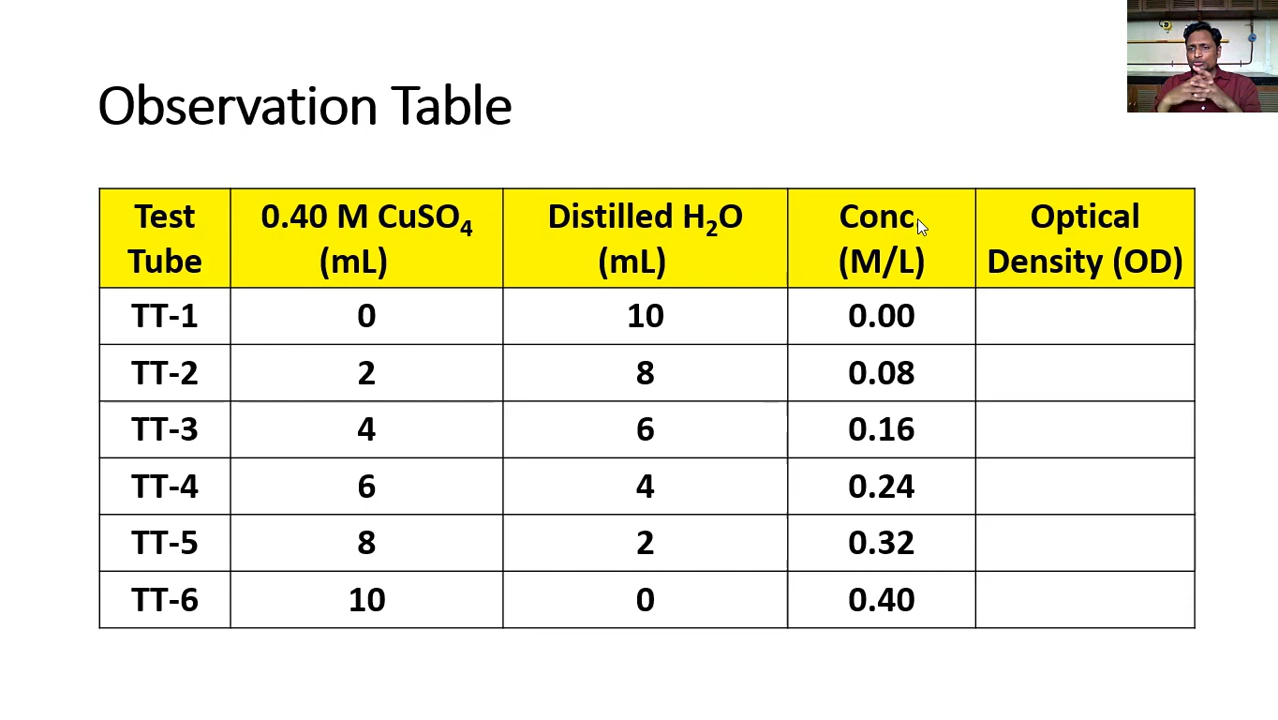 Observation Table
Test Tube | 0.40 M CuSO₄ (mL) | Distilled H₂O (mL) | Conc. (M/L) | Optical Density (OD)
TT-1 | 0 | 10 | 0.00 |
TT-2 | 2 | 8 | 0.08 |
TT-3 | 4 | 6 | 0.16 |
TT-4 | 6 | 4 | 0.24 |
TT-5 | 8 | 2 | 0.32 |
TT-6 | 10 | 0 | 0.40 |